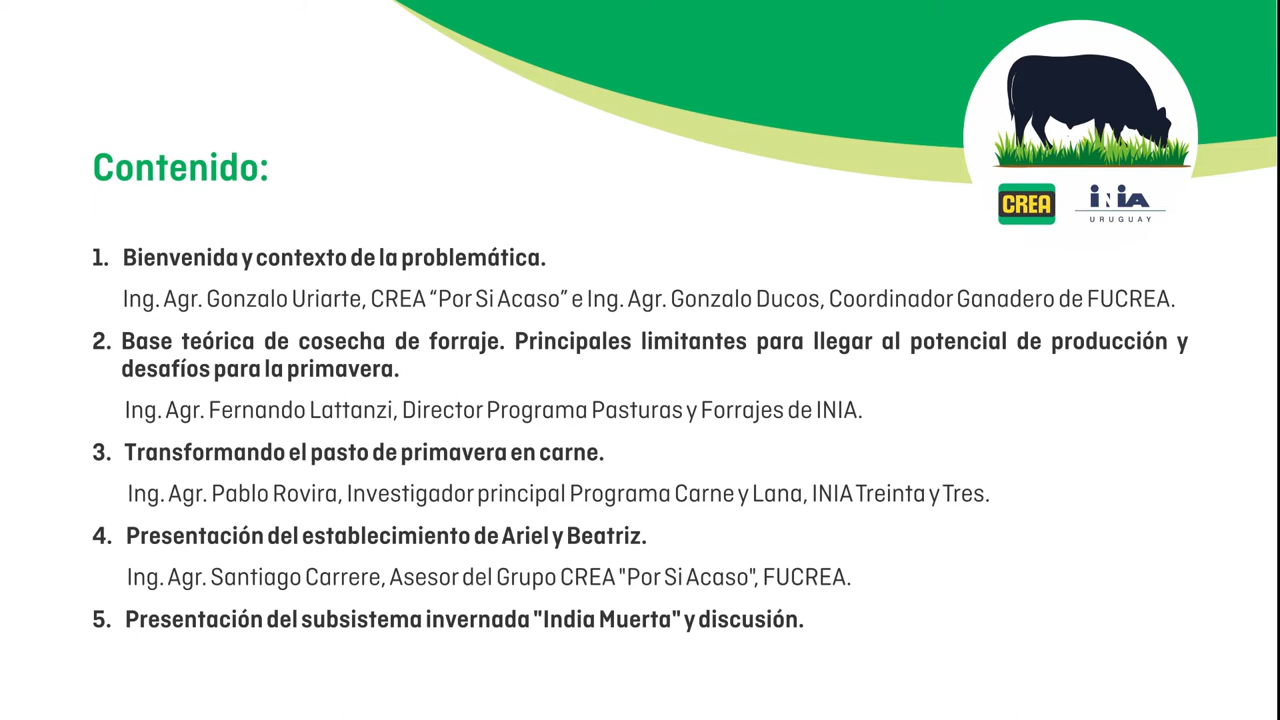 CREA
INIA
URUGUAY
Contenido:
1. Bienvenida y contexto de la problemática.
Ing. Agr. Gonzalo Uriarte, CREA “Por Si Acaso” e Ing. Agr. Gonzalo Ducos, Coordinador Ganadero de FUCREA.
2. Base teórica de cosecha de forraje. Principales limitantes para llegar al potencial de producción y
desafíos para la primavera.
Ing. Agr. Fernando Lattanzi, Director Programa Pasturas y Forrajes de INIA.
3. Transformando el pasto de primavera en carne.
Ing. Agr. Pablo Rovira, Investigador principal Programa Carne y Lana, INIA Treinta y Tres.
4. Presentación del establecimiento de Ariel y Beatriz.
Ing. Agr. Santiago Carrere, Asesor del Grupo CREA "Por Si Acaso", FUCREA.
5. Presentación del subsistema invernada "India Muerta" y discusión.